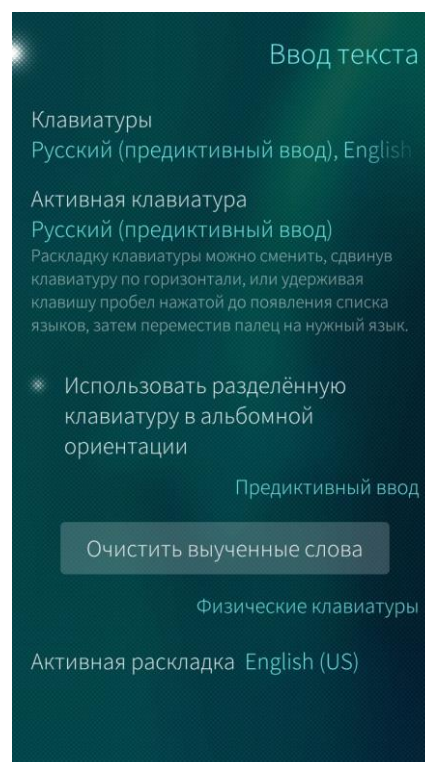 Ввод текста
Клавиатуры
Русский (предиктивный ввод), English
Активная клавиатура
Русский (предиктивный ввод)
Раскладку клавиатуры можно сменить, сдвинув
клавиатуру по горизонтали, или удерживая
клавишу пробел нажатой до появления списка
языков, затем переместив палец на нужный язык.
Использовать разделённую
клавиатуру в альбомной
ориентации
Предиктивный ввод
Очистить выученные слова
Физические клавиатуры
Активная раскладка English (US)